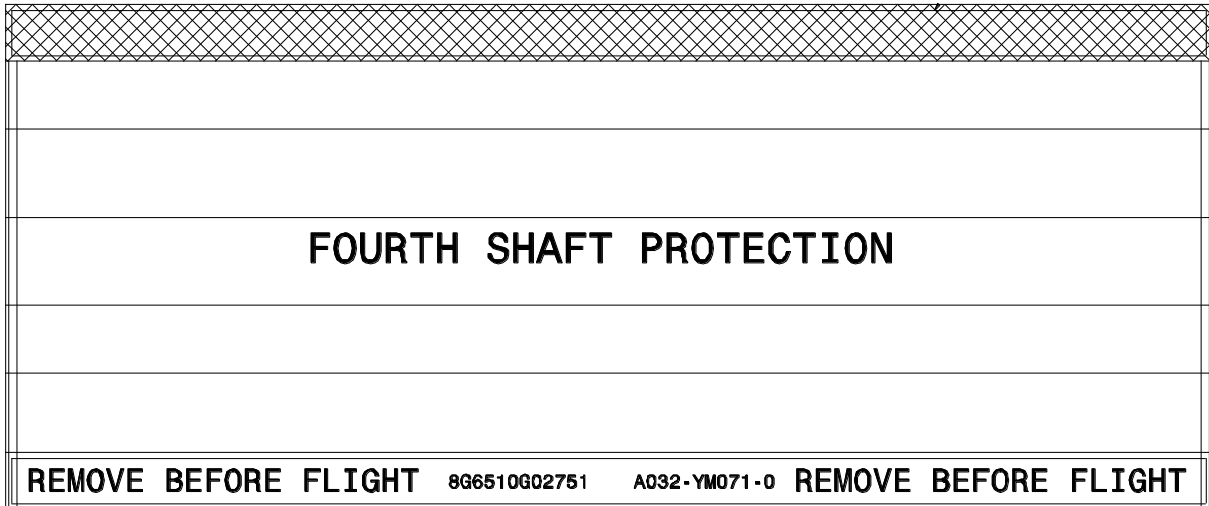 FOURTH SHAFT PROTECTION
REMOVE BEFORE FLIGHT 8G6510G02751 A032-YM071-0 REMOVE BEFORE FLIGHT